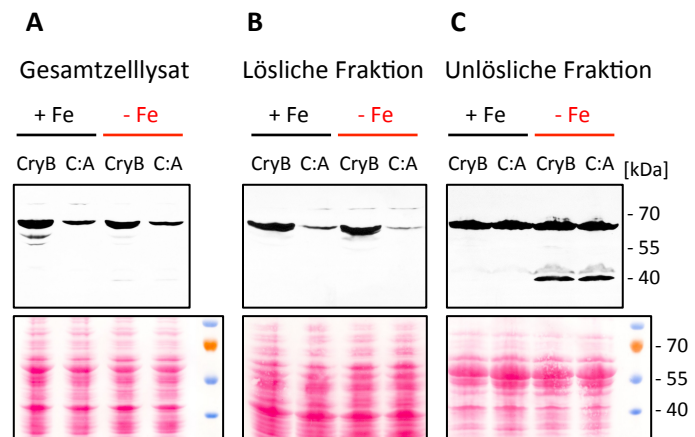 A B C
Gesamtzelllysat Lösliche Fraktion Unlösliche Fraktion
+ Fe - Fe + Fe - Fe + Fe - Fe
CryB C:A CryB C:A CryB C:A CryB C:A CryB C:A CryB C:A [kDa]
- 70
- 55
- 40
- 70
- 55
- 40